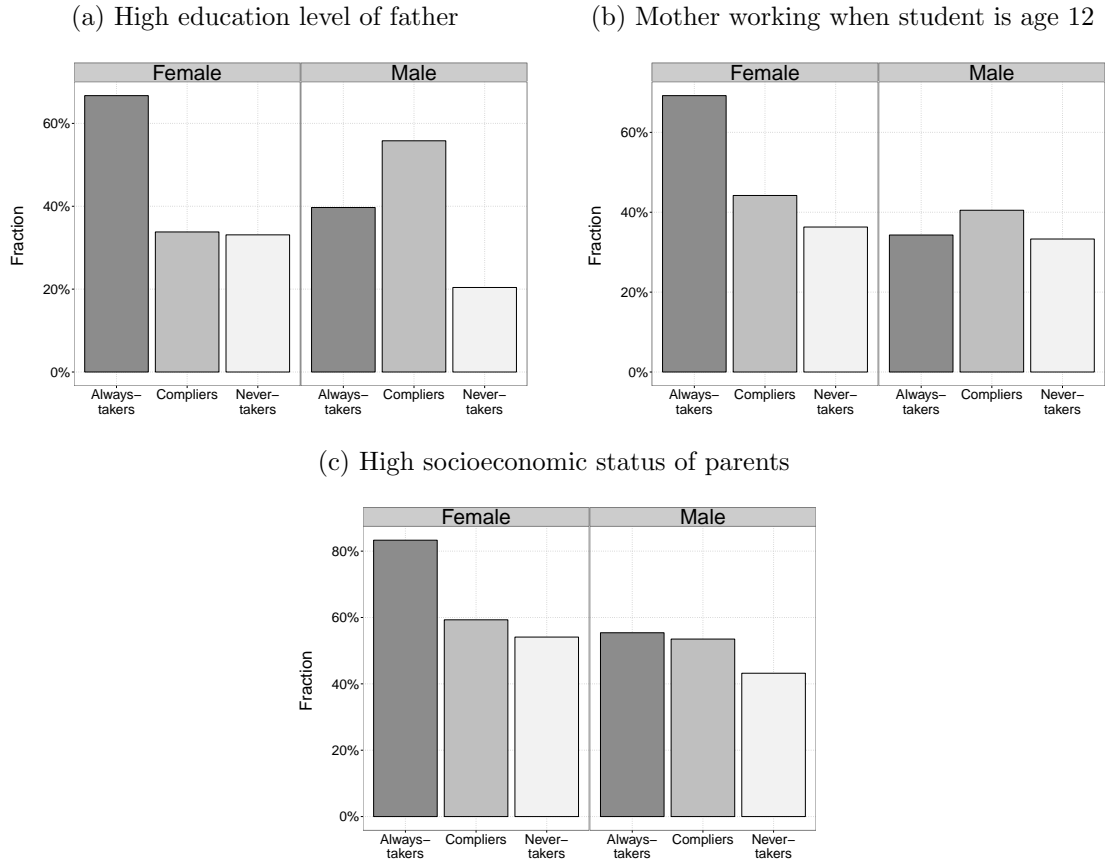 (a) High education level of father
(b) Mother working when student is age 12
Female Male
Fraction
60%
40%
20%
0%
Always−
takers
Compliers
Never−
takers
Always−
takers
Compliers
Never−
takers
Female Male
Fraction
60%
40%
20%
0%
Always−
takers
Compliers
Never−
takers
Always−
takers
Compliers
Never−
takers
(c) High socioeconomic status of parents
Female Male
Fraction
80%
60%
40%
20%
0%
Always−
takers
Compliers
Never−
takers
Always−
takers
Compliers
Never−
takers